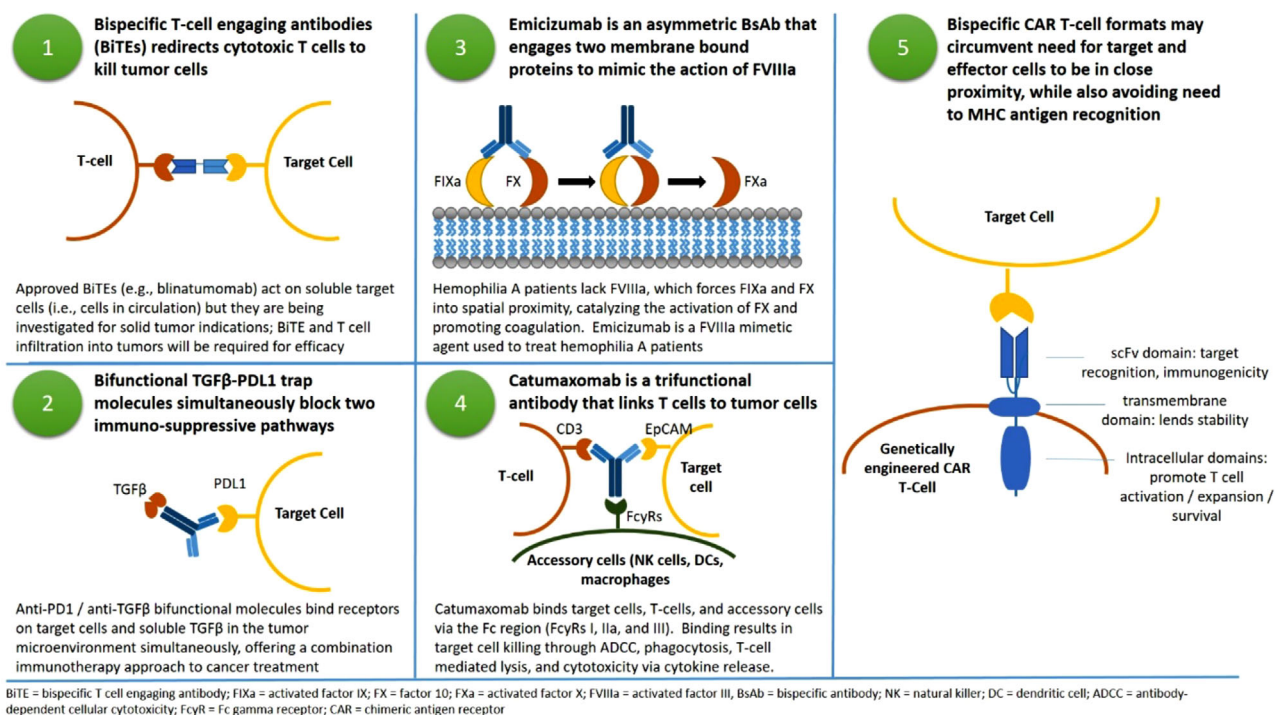 1
Bispecific T-cell engaging antibodies
(BiTEs) redirects cytotoxic T cells to
kill tumor cells
T-cell
Target Cell
Approved BiTEs (e.g., blinatumomab) act on soluble target
cells (i.e., cells in circulation) but they are being
investigated for solid tumor indications; BiTE and T cell
infiltration into tumors will be required for efficacy
2
Bifunctional TGFβ-PDL1 trap
molecules simultaneously block two
immuno-suppressive pathways
TGFβ
PDL1
Target Cell
Anti-PD1 / anti-TGFβ bifunctional molecules bind receptors
on target cells and soluble TGFβ in the tumor
microenvironment simultaneously, offering a combination
immunotherapy approach to cancer treatment
3
Emicizumab is an asymmetric BsAb that
engages two membrane bound
proteins to mimic the action of FVIIIa
FIXa
FX
FXa
Hemophilia A patients lack FVIIIa, which forces FIXa and FX
into spatial proximity, catalyzing the activation of FX and
promoting coagulation. Emicizumab is a FVIIIa mimetic
agent used to treat hemophilia A patients
4
Catumaxomab is a trifunctional
antibody that links T cells to tumor cells
CD3
EpCAM
T-cell
Target
cell
FcγRs
Accessory cells (NK cells, DCs,
macrophages
Catumaxomab binds target cells, T-cells, and accessory cells
via the Fc region (FcγRs I, IIa, and III). Binding results in
target cell killing through ADCC, phagocytosis, T-cell
mediated lysis, and cytotoxicity via cytokine release.
5
Bispecific CAR T-cell formats may
circumvent need for target and
effector cells to be in close
proximity, while also avoiding need
to MHC antigen recognition
Target Cell
scFv domain: target
recognition, immunogenicity
transmembrane
domain: lends stability
Genetically
engineered CAR
T-Cell
Intracellular domains:
promote T cell
activation / expansion /
survival
BiTE = bispecific T cell engaging antibody; FIXa = activated factor IX; FX = factor 10; FXa = activated factor X; FVIIIa = activated factor III, BsAb = bispecific antibody; NK = natural killer; DC = dendritic cell; ADCC = antibody-
dependent cellular cytotoxicity; FcγR = Fc gamma receptor; CAR = chimeric antigen receptor